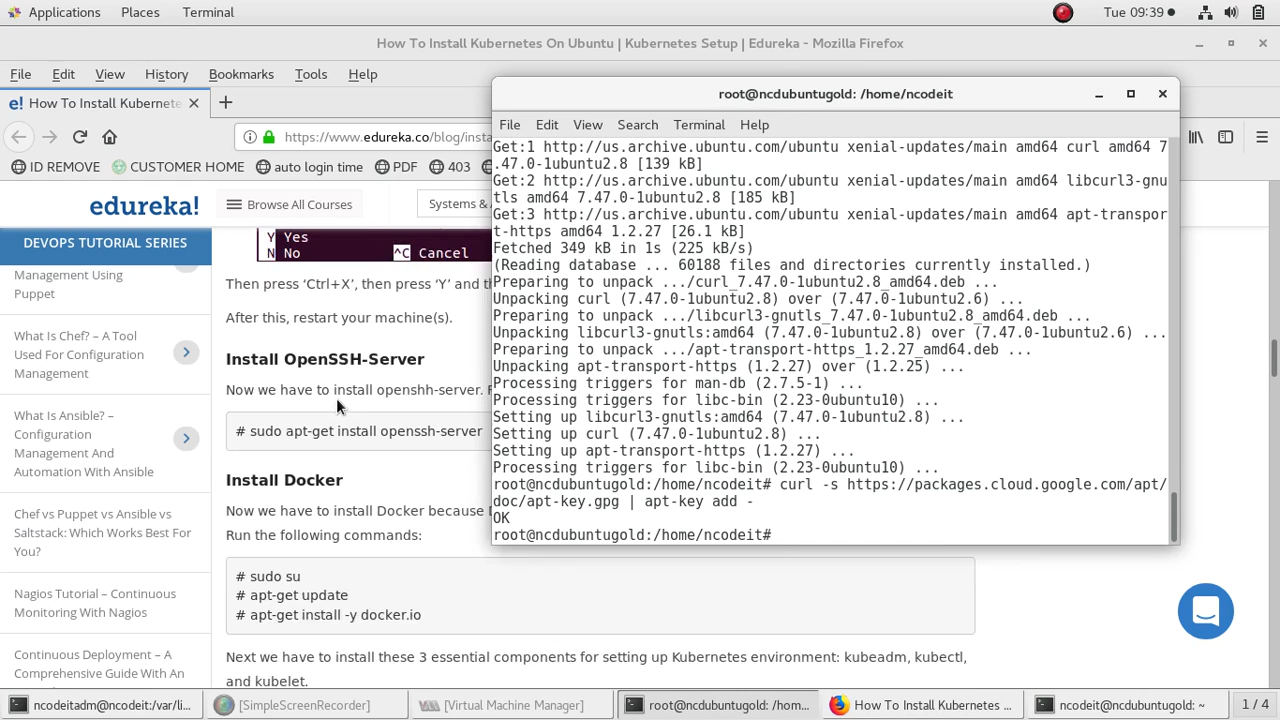 Applications Places Terminal Tue 09:39
How To Install Kubernetes On Ubuntu | Kubernetes Setup | Edureka - Mozilla Firefox
File Edit View History Bookmarks Tools Help
e! How To Install Kubernete
https://www.edureka.co/blog/insta
ID REMOVE CUSTOMER HOME auto login time PDF 403
edureka! Browse All Courses Systems &
DEVOPS TUTORIAL SERIES
Management Using
Puppet
What Is Chef? – A Tool
Used For Configuration
Management
What Is Ansible? –
Configuration
Management And
Automation With Ansible
Chef vs Puppet vs Ansible vs
Saltstack: Which Works Best For
You?
Nagios Tutorial – Continuous
Monitoring With Nagios
Continuous Deployment – A
Comprehensive Guide With An
Y Yes
N No ^C Cancel
Then press ‘Ctrl+X’, then press ‘Y’ and th
After this, restart your machine(s).
Install OpenSSH-Server
Now we have to install openshh-server. R
# sudo apt-get install openssh-server
Install Docker
Now we have to install Docker because
Run the following commands:
# sudo su
# apt-get update
# apt-get install -y docker.io
Next we have to install these 3 essential components for setting up Kubernetes environment: kubeadm, kubectl,
and kubelet.
root@ncdubuntugold: /home/ncodeit
File Edit View Search Terminal Help
Get:1 http://us.archive.ubuntu.com/ubuntu xenial-updates/main amd64 curl amd64 7
.47.0-1ubuntu2.8 [139 kB]
Get:2 http://us.archive.ubuntu.com/ubuntu xenial-updates/main amd64 libcurl3-gnu
tls amd64 7.47.0-1ubuntu2.8 [185 kB]
Get:3 http://us.archive.ubuntu.com/ubuntu xenial-updates/main amd64 apt-transpor
t-https amd64 1.2.27 [26.1 kB]
Fetched 349 kB in 1s (225 kB/s)
(Reading database ... 60188 files and directories currently installed.)
Preparing to unpack .../curl_7.47.0-1ubuntu2.8_amd64.deb ...
Unpacking curl (7.47.0-1ubuntu2.8) over (7.47.0-1ubuntu2.6) ...
Preparing to unpack .../libcurl3-gnutls_7.47.0-1ubuntu2.8_amd64.deb ...
Unpacking libcurl3-gnutls:amd64 (7.47.0-1ubuntu2.8) over (7.47.0-1ubuntu2.6) ...
Preparing to unpack .../apt-transport-https_1.2.27_amd64.deb ...
Unpacking apt-transport-https (1.2.27) over (1.2.25) ...
Processing triggers for man-db (2.7.5-1) ...
Processing triggers for libc-bin (2.23-0ubuntu10) ...
Setting up libcurl3-gnutls:amd64 (7.47.0-1ubuntu2.8) ...
Setting up curl (7.47.0-1ubuntu2.8) ...
Setting up apt-transport-https (1.2.27) ...
Processing triggers for libc-bin (2.23-0ubuntu10) ...
root@ncdubuntugold:/home/ncodeit# curl -s https://packages.cloud.google.com/apt/
doc/apt-key.gpg | apt-key add -
OK
root@ncdubuntugold:/home/ncodeit#
ncodeitadm@ncodeit:/var/li... [SimpleScreenRecorder] [Virtual Machine Manager] root@ncdubuntugold: /hom... How To Install Kubernetes ... ncodeit@ncodeit: ~ 1 / 4